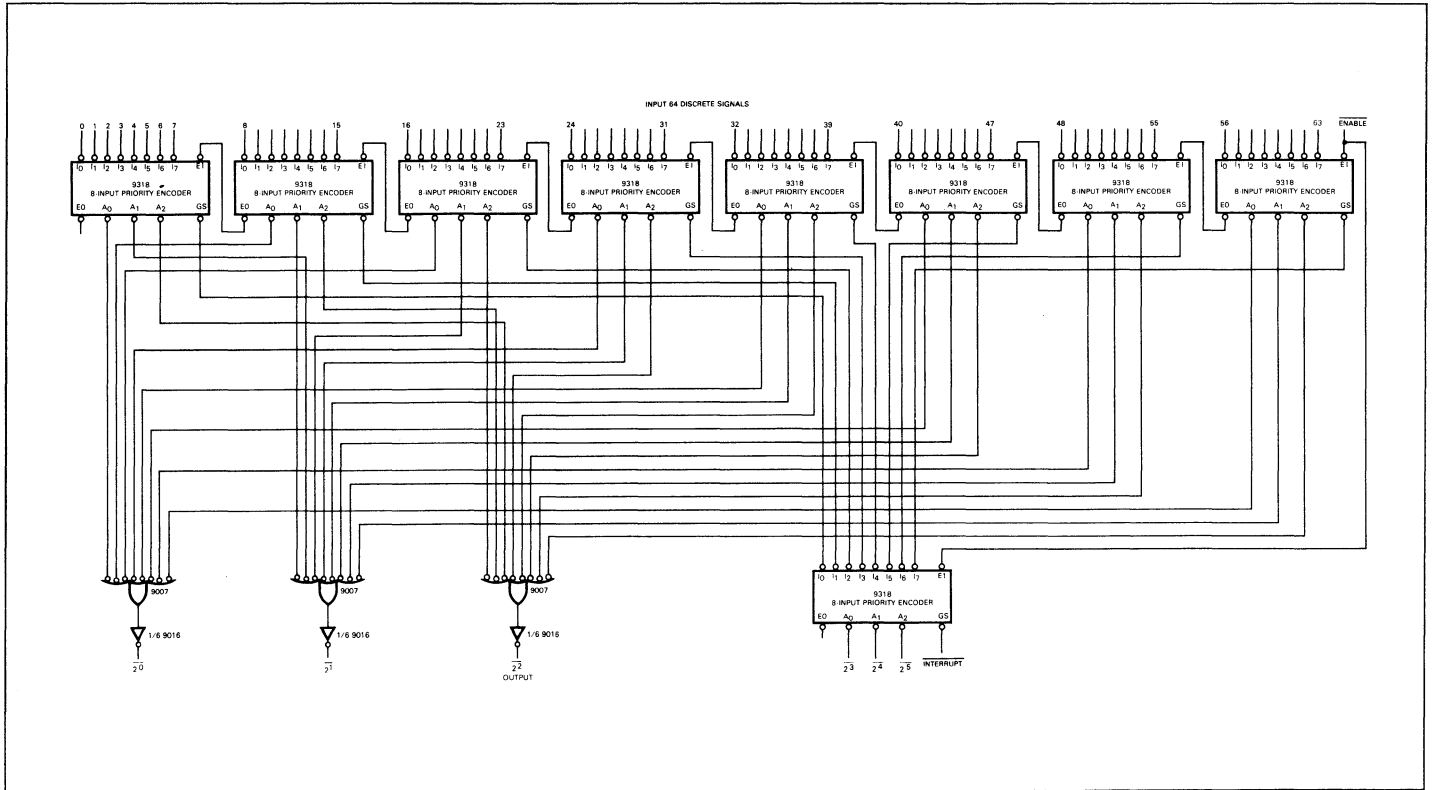 INPUT 64 DISCRETE SIGNALS
0 1 2 3 4 5 6 7 8 15 16 23 24 31 32 39 40 47 48 55 56 63 ENABLE
I0 I1 I2 I3 I4 I5 I6 I7 EI
9318
8-INPUT PRIORITY ENCODER
EO A0 A1 A2 GS
I0 I1 I2 I3 I4 I5 I6 I7 EI
9318
8-INPUT PRIORITY ENCODER
EO A0 A1 A2 GS
I0 I1 I2 I3 I4 I5 I6 I7 EI
9318
8-INPUT PRIORITY ENCODER
EO A0 A1 A2 GS
I0 I1 I2 I3 I4 I5 I6 I7 EI
9318
8-INPUT PRIORITY ENCODER
EO A0 A1 A2 GS
I0 I1 I2 I3 I4 I5 I6 I7 EI
9318
8-INPUT PRIORITY ENCODER
EO A0 A1 A2 GS
I0 I1 I2 I3 I4 I5 I6 I7 EI
9318
8-INPUT PRIORITY ENCODER
EO A0 A1 A2 GS
I0 I1 I2 I3 I4 I5 I6 I7 EI
9318
8-INPUT PRIORITY ENCODER
EO A0 A1 A2 GS
I0 I1 I2 I3 I4 I5 I6 I7 EI
9318
8-INPUT PRIORITY ENCODER
EO A0 A1 A2 GS
9007
1/6 9016
2^0
9007
1/6 9016
2^1
9007
1/6 9016
2^2
OUTPUT
I0 I1 I2 I3 I4 I5 I6 I7 EI
9318
8-INPUT PRIORITY ENCODER
EO A0 A1 A2 GS
2^3 2^4 2^5 INTERRUPT